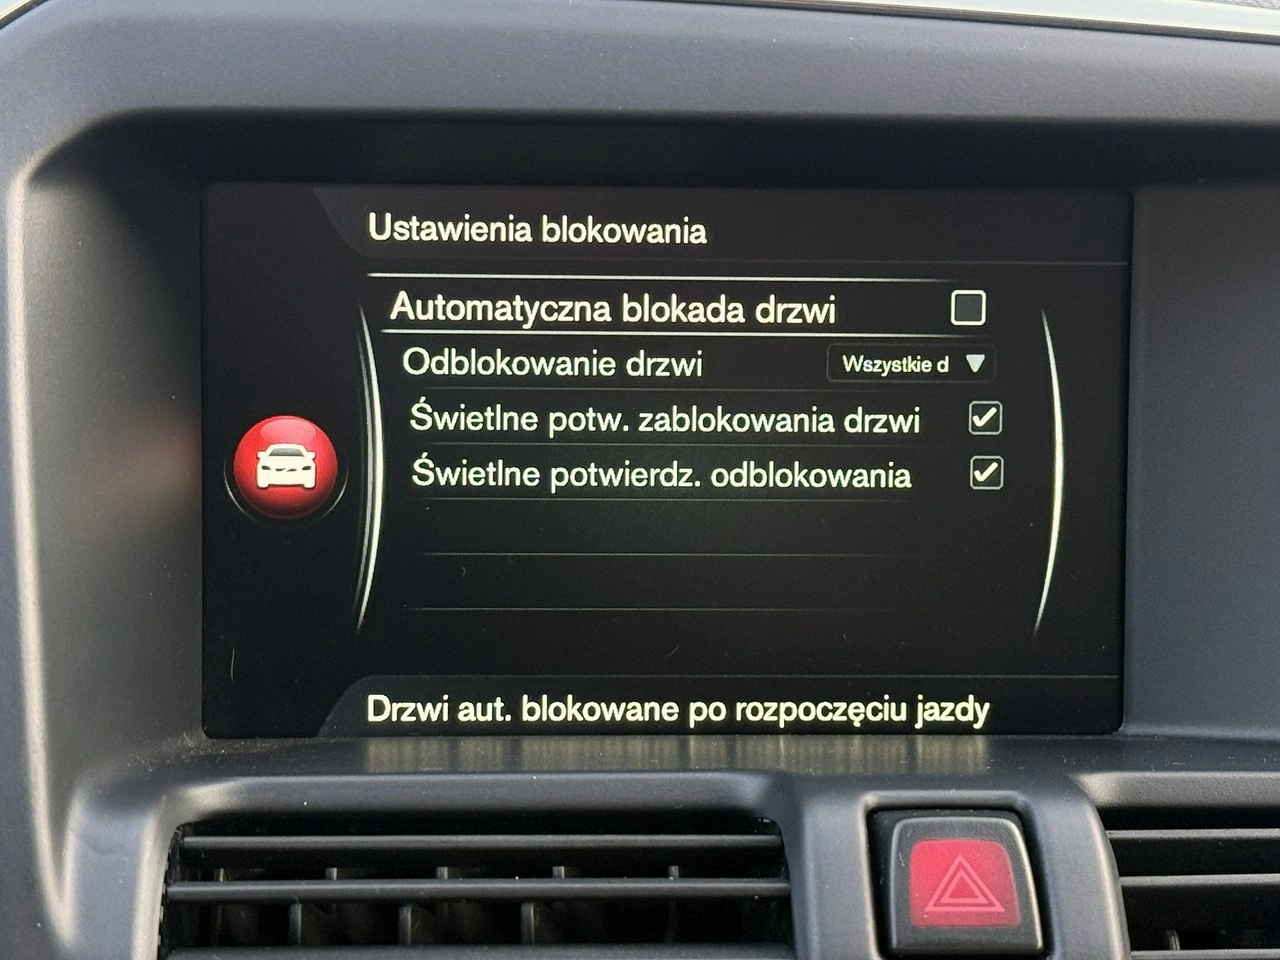 Ustawienia blokowania
Automatyczna blokada drzwi
Odblokowanie drzwi Wszystkie d
Świetlne potw. zablokowania drzwi
Świetlne potwierdz. odblokowania
Drzwi aut. blokowane po rozpoczęciu jazdy